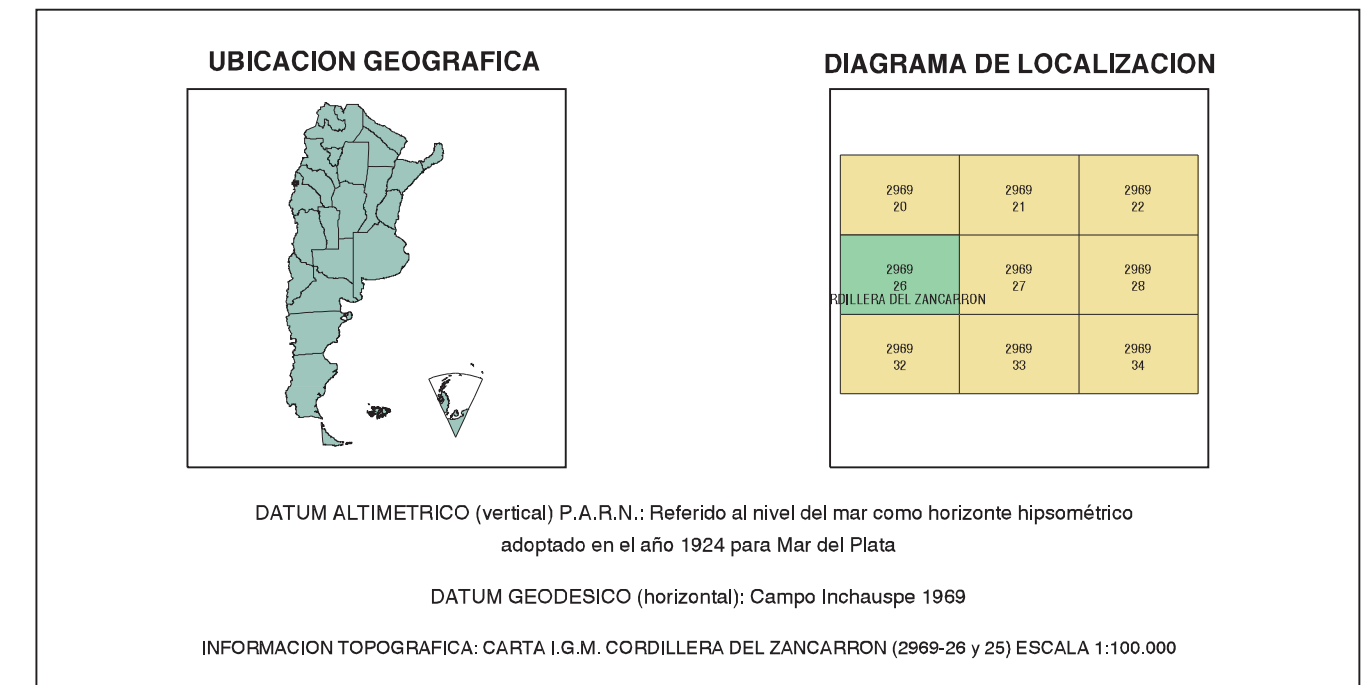 UBICACION GEOGRAFICA
DIAGRAMA DE LOCALIZACION
2969
20
2969
21
2969
22
2969
26
2969
27
2969
28
RDILLERA DEL ZANCARRON
2969
32
2969
33
2969
34
DATUM ALTIMETRICO (vertical) P.A.R.N.: Referido al nivel del mar como horizonte hipsométrico
adoptado en el año 1924 para Mar del Plata
DATUM GEODESICO (horizontal): Campo Inchauspe 1969
INFORMACION TOPOGRAFICA: CARTA I.G.M. CORDILLERA DEL ZANCARRON (2969-26 y 25) ESCALA 1:100.000